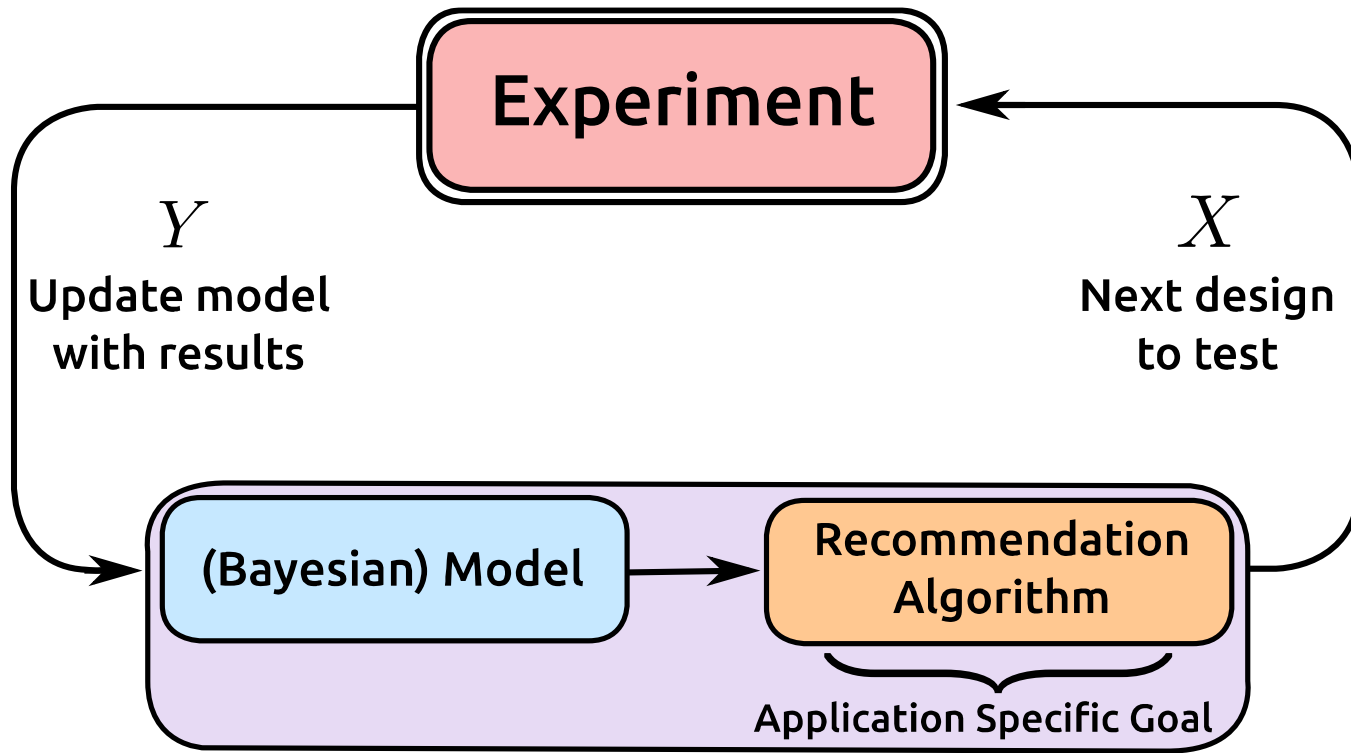 Experiment
Y
Update model
with results
X
Next design
to test
(Bayesian) Model
Recommendation
Algorithm
Application Specific Goal